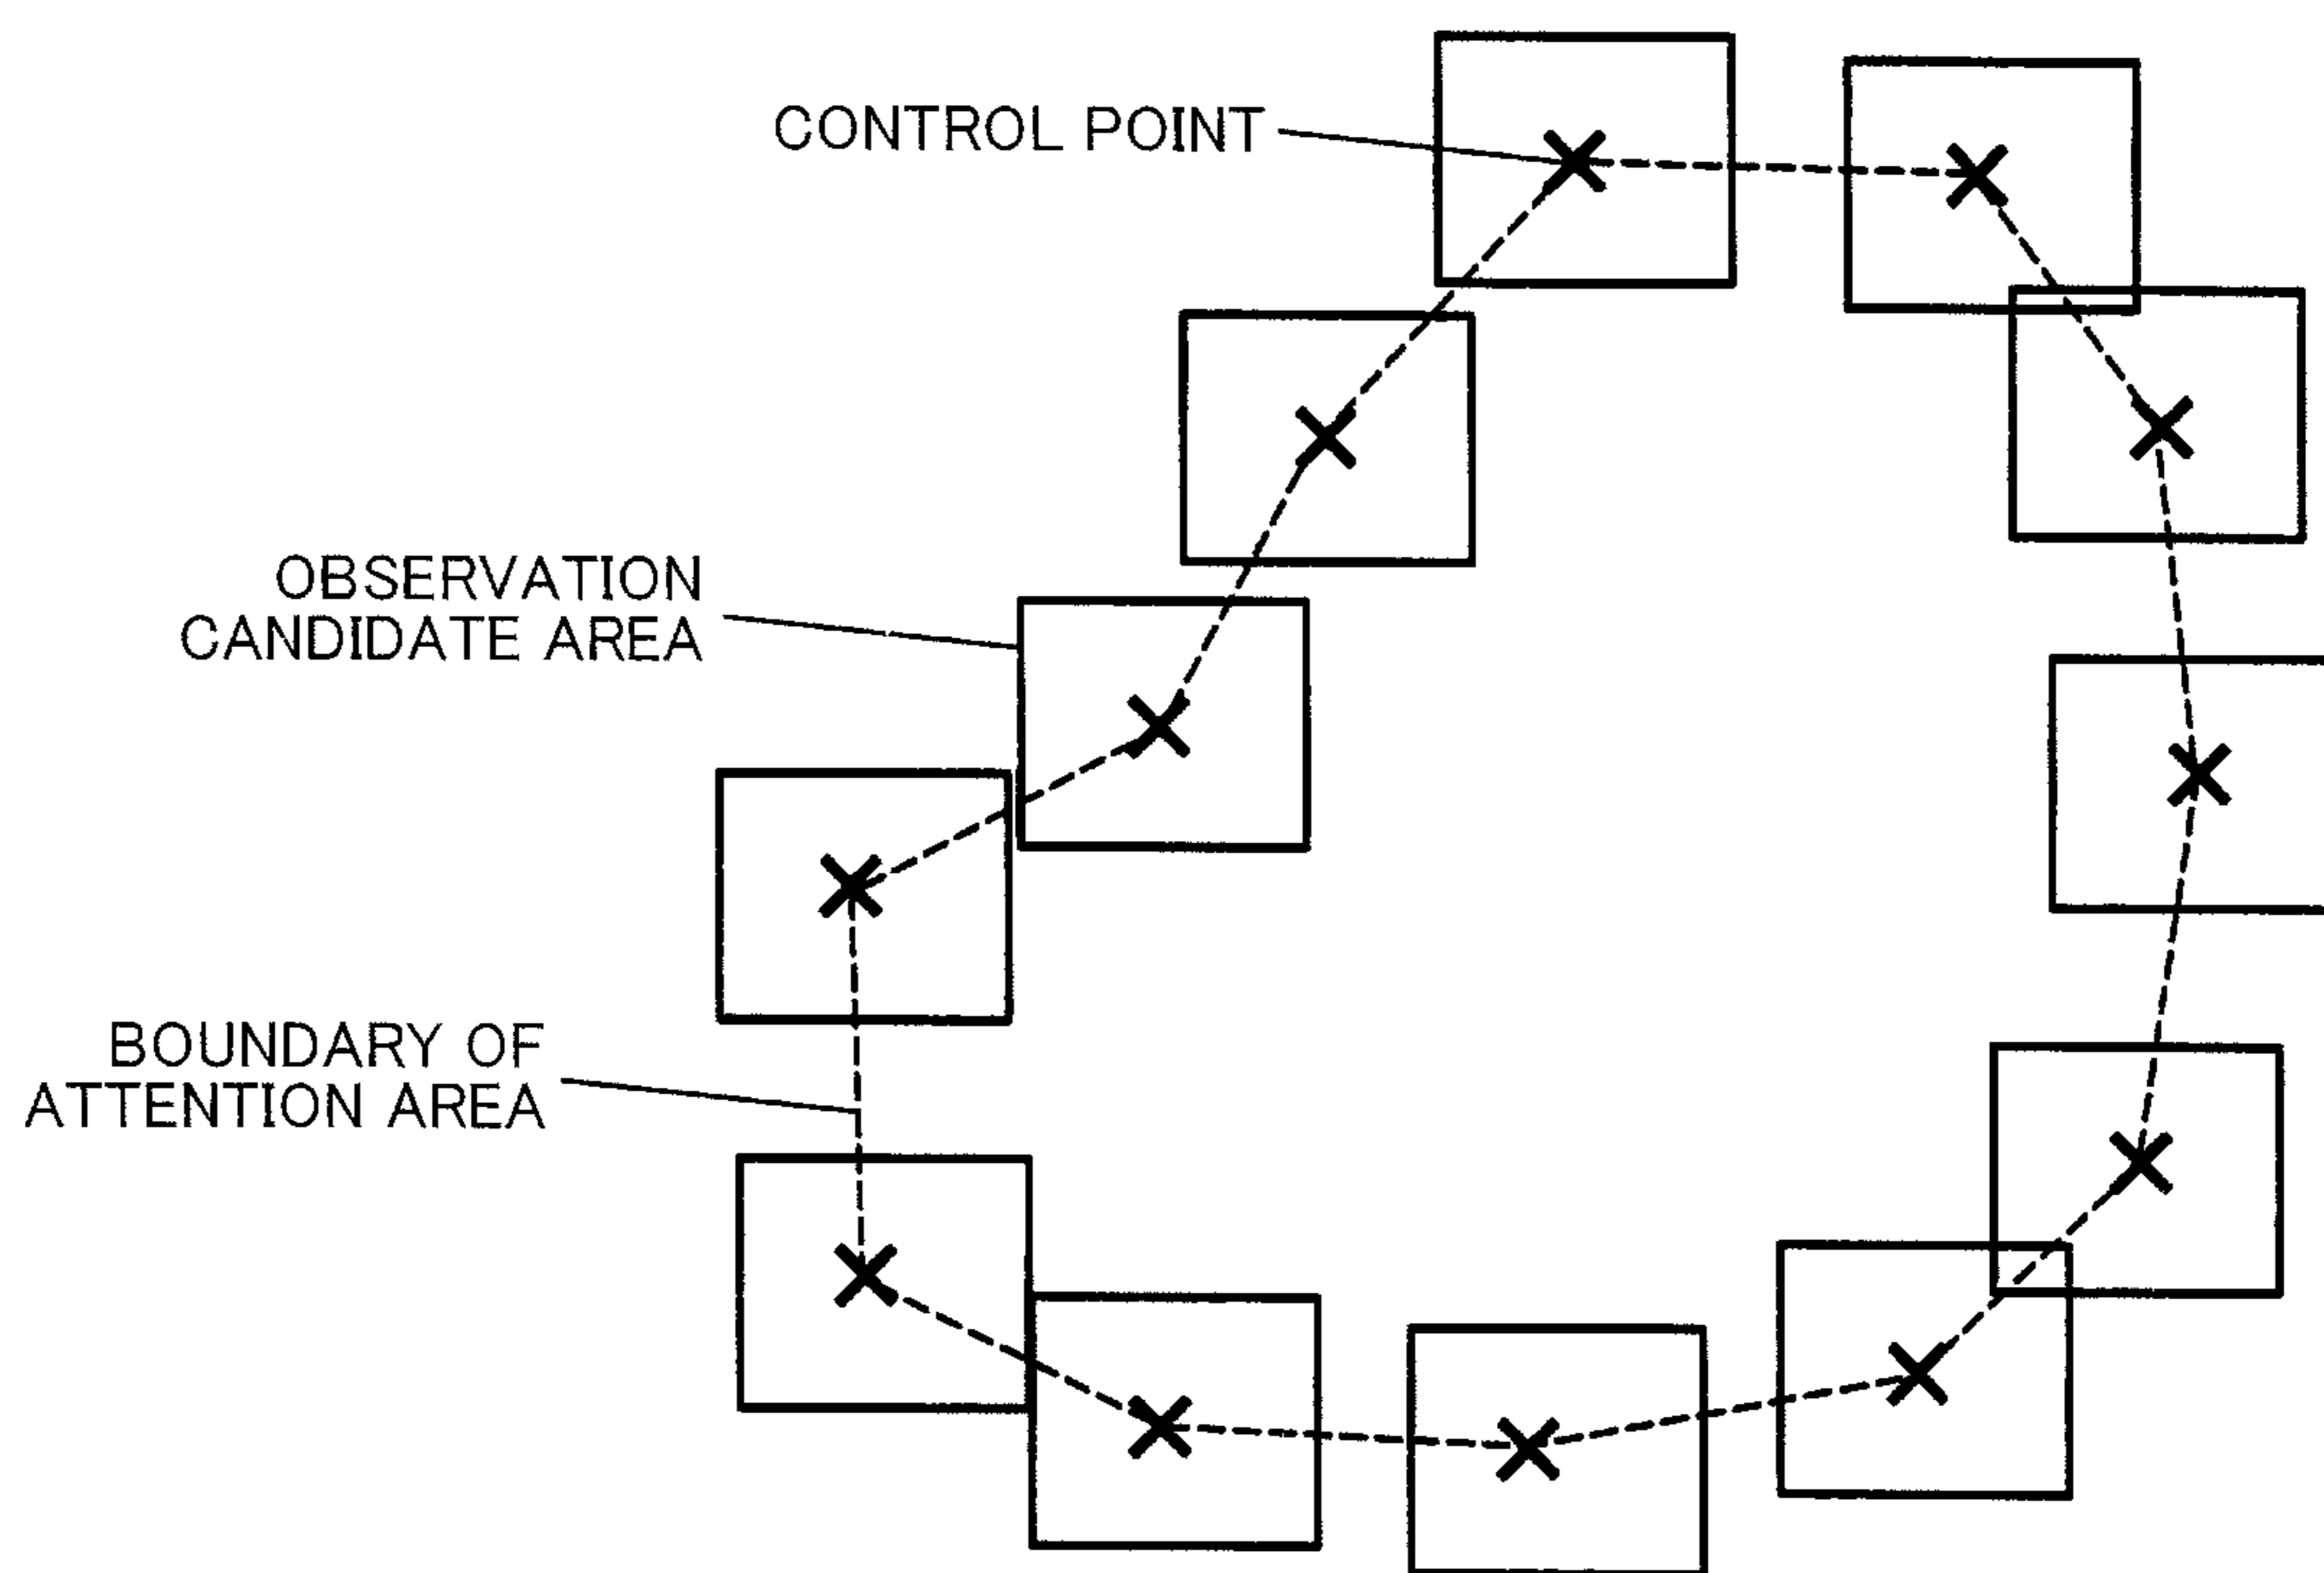 CONTROL POINT
OBSERVATION
CANDIDATE AREA
BOUNDARY OF
ATTENTION AREA